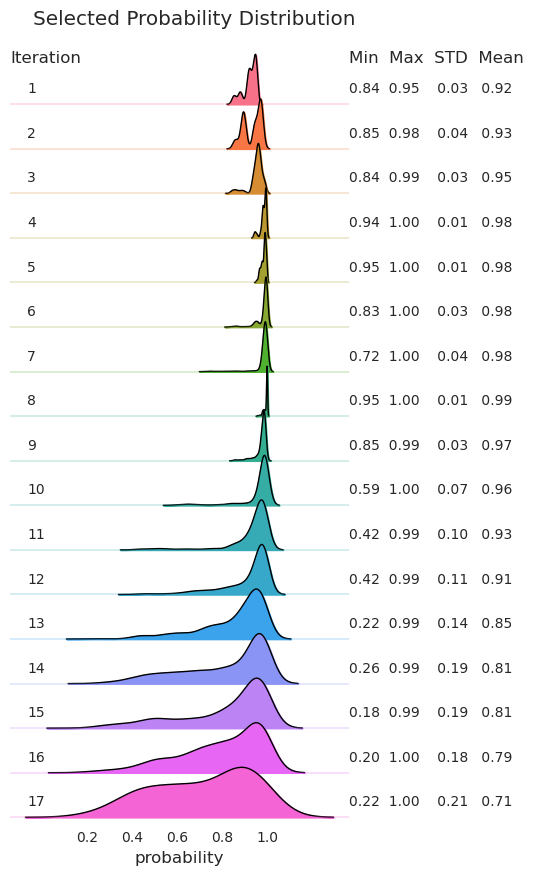 Selected Probability Distribution
Iteration Min Max STD Mean
1 0.84 0.95 0.03 0.92
2 0.85 0.98 0.04 0.93
3 0.84 0.99 0.03 0.95
4 0.94 1.00 0.01 0.98
5 0.95 1.00 0.01 0.98
6 0.83 1.00 0.03 0.98
7 0.72 1.00 0.04 0.98
8 0.95 1.00 0.01 0.99
9 0.85 0.99 0.03 0.97
10 0.59 1.00 0.07 0.96
11 0.42 0.99 0.10 0.93
12 0.42 0.99 0.11 0.91
13 0.22 0.99 0.14 0.85
14 0.26 0.99 0.19 0.81
15 0.18 0.99 0.19 0.81
16 0.20 1.00 0.18 0.79
17 0.22 1.00 0.21 0.71
0.2 0.4 0.6 0.8 1.0
probability